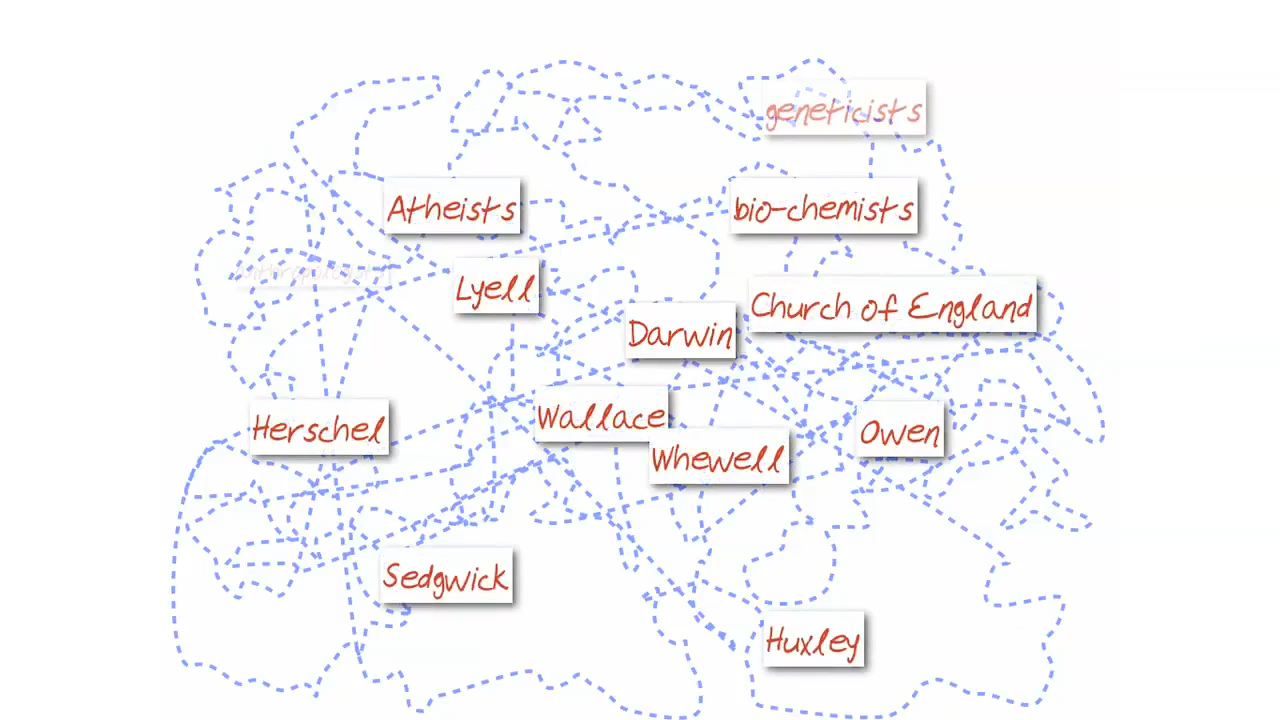 geneticists
Atheists
bio-chemists
Lyell
Church of England
Darwin
Wallace
Herschel
Owen
Whewell
Sedgwick
Huxley